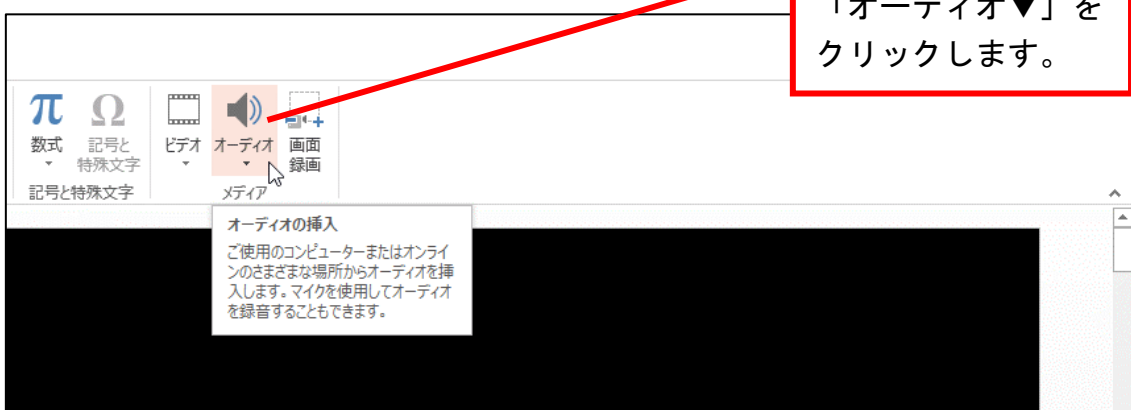 「オーディオ▼」を
クリックします。
π Ω
数式 記号と特殊文字 ビデオ オーディオ 画面録画
記号と特殊文字 メディア
オーディオの挿入
ご使用のコンピューターまたはオンライ
ンのさまざまな場所からオーディオを挿
入します。マイクを使用してオーディオ
を録音することもできます。